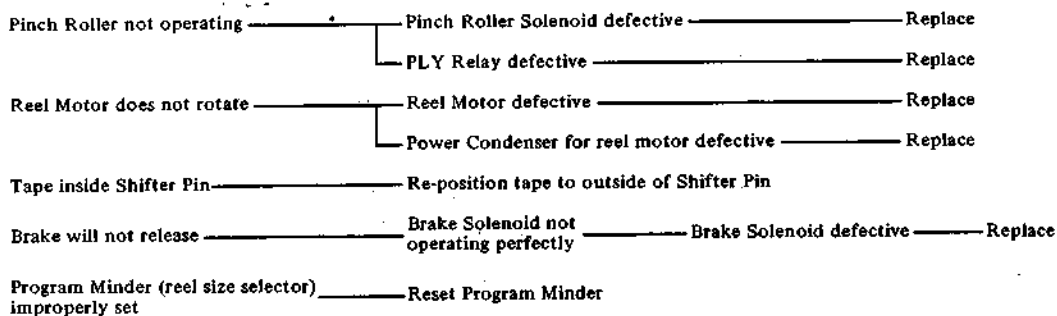 Pinch Roller not operating Pinch Roller Solenoid defective Replace
PLY Relay defective Replace
Reel Motor does not rotate Reel Motor defective Replace
Power Condenser for reel motor defective Replace
Tape inside Shifter Pin Re-position tape to outside of Shifter Pin
Brake will not release Brake Solenoid not operating perfectly Brake Solenoid defective Replace
Program Minder (reel size selector) improperly set Reset Program Minder